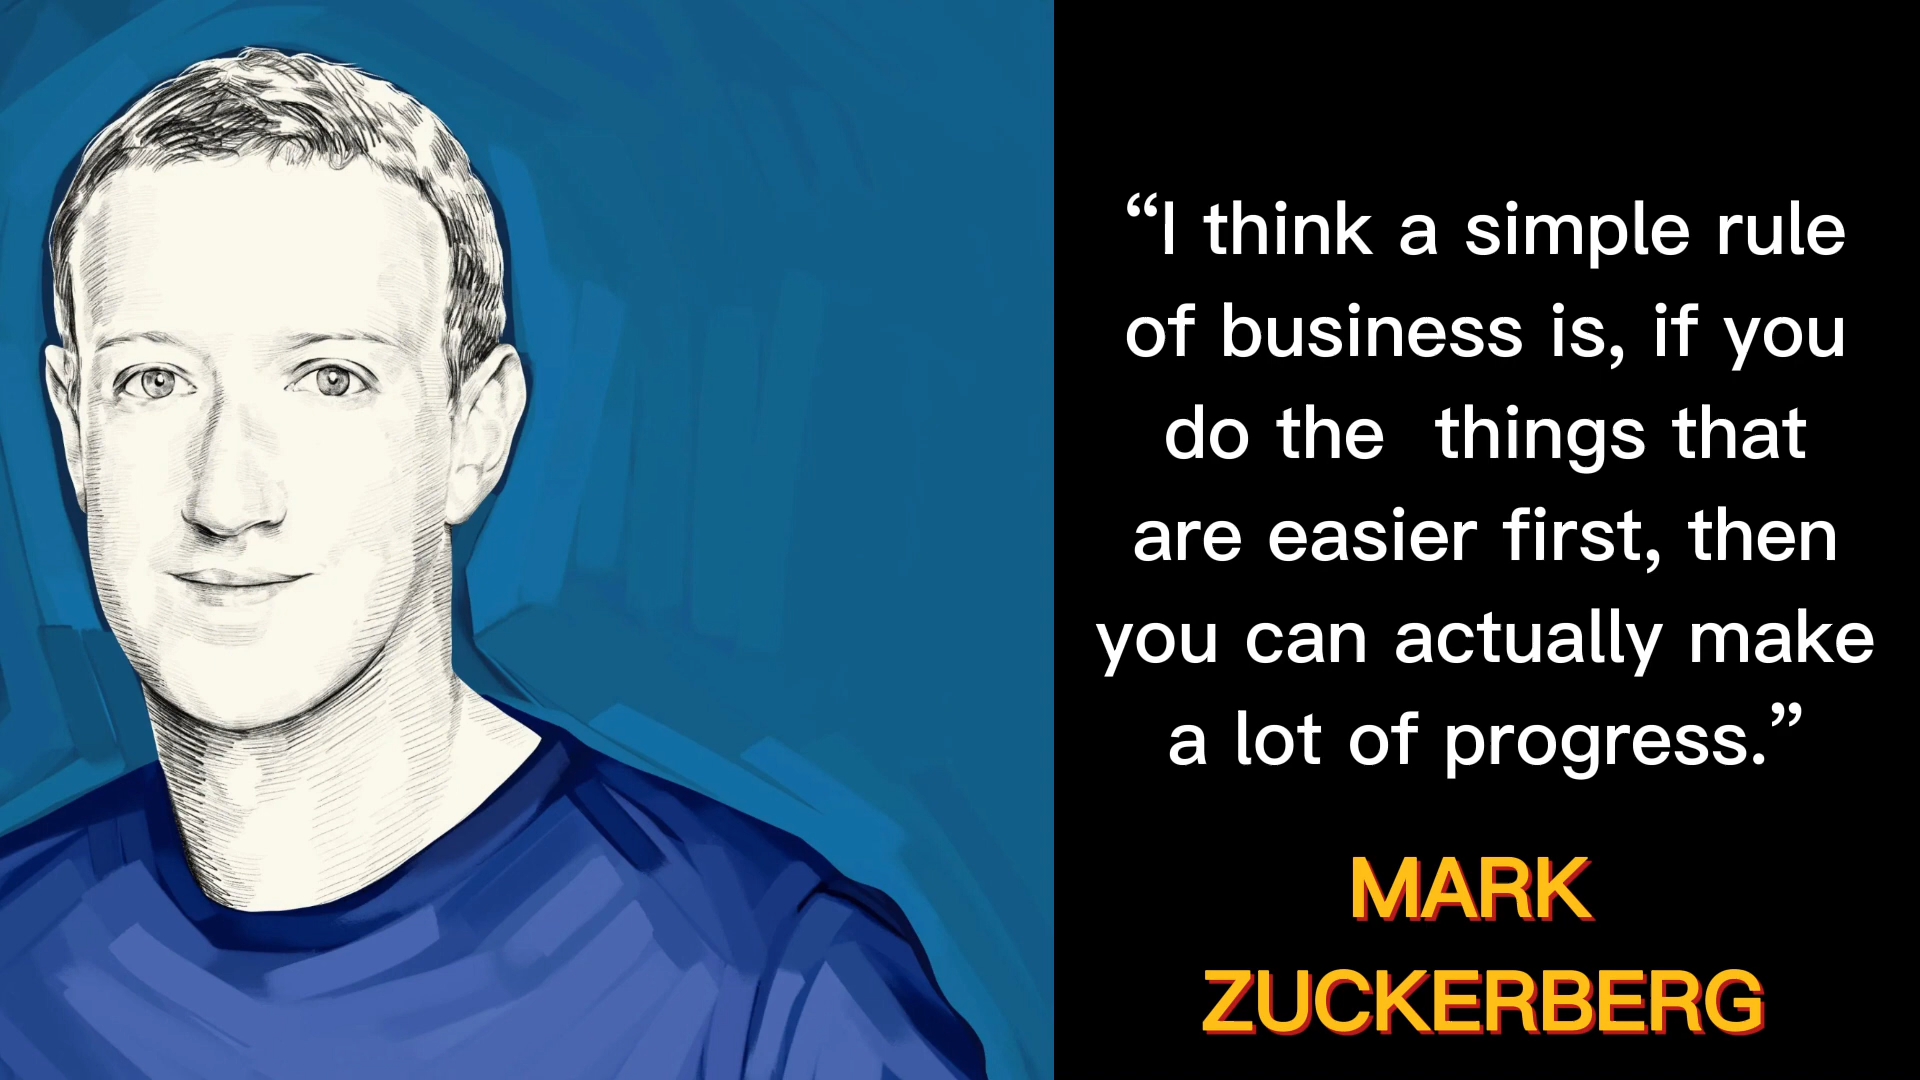 “I think a simple rule
of business is, if you
do the  things that
are easier first, then
you can actually make
a lot of progress.”
MARK
ZUCKERBERG